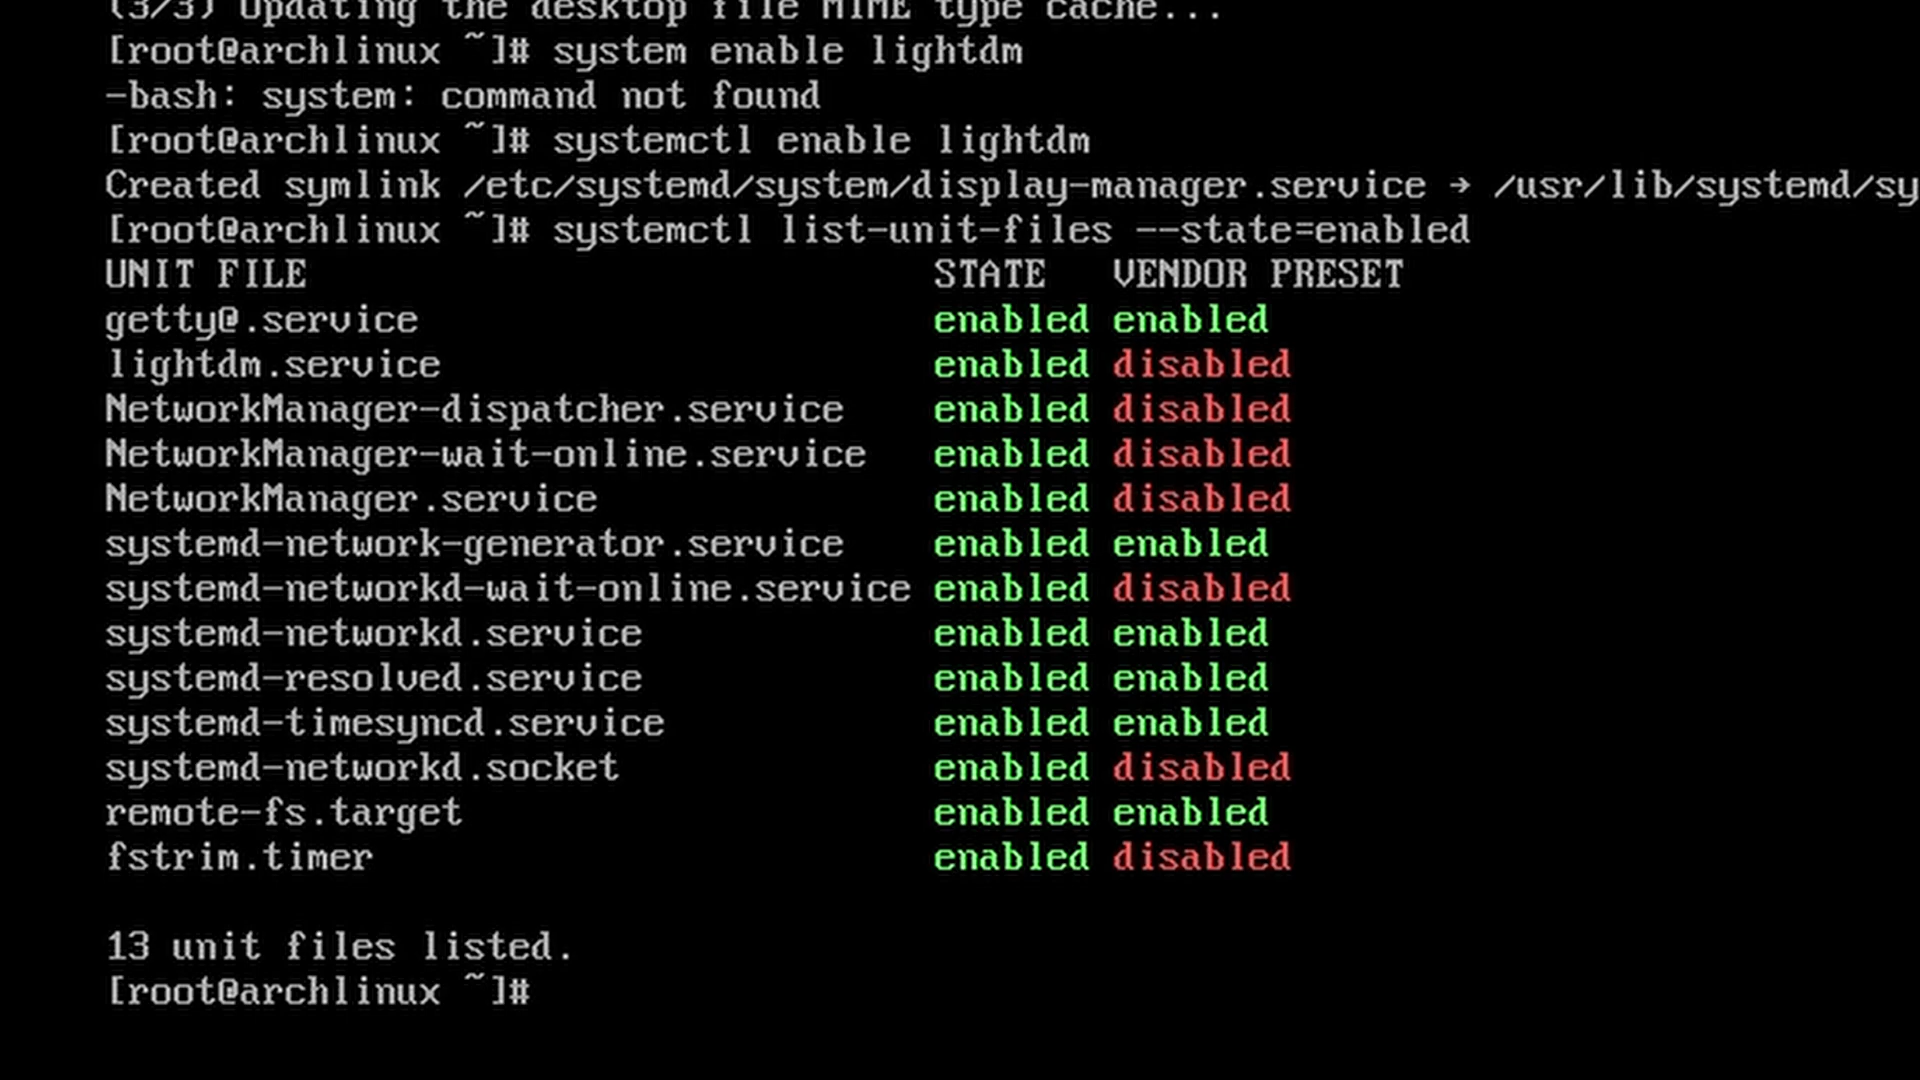 (3/3) Updating the desktop file MIME type cache...
[root@archlinux ~]# system enable lightdm
-bash: system: command not found
[root@archlinux ~]# systemctl enable lightdm
Created symlink /etc/systemd/system/display-manager.service → /usr/lib/systemd/sy
[root@archlinux ~]# systemctl list-unit-files --state=enabled
UNIT FILE STATE VENDOR PRESET
getty@.service enabled enabled
lightdm.service enabled disabled
NetworkManager-dispatcher.service enabled disabled
NetworkManager-wait-online.service enabled disabled
NetworkManager.service enabled disabled
systemd-network-generator.service enabled enabled
systemd-networkd-wait-online.service enabled disabled
systemd-networkd.service enabled enabled
systemd-resolved.service enabled enabled
systemd-timesyncd.service enabled enabled
systemd-networkd.socket enabled disabled
remote-fs.target enabled enabled
fstrim.timer enabled disabled
13 unit files listed.
[root@archlinux ~]#